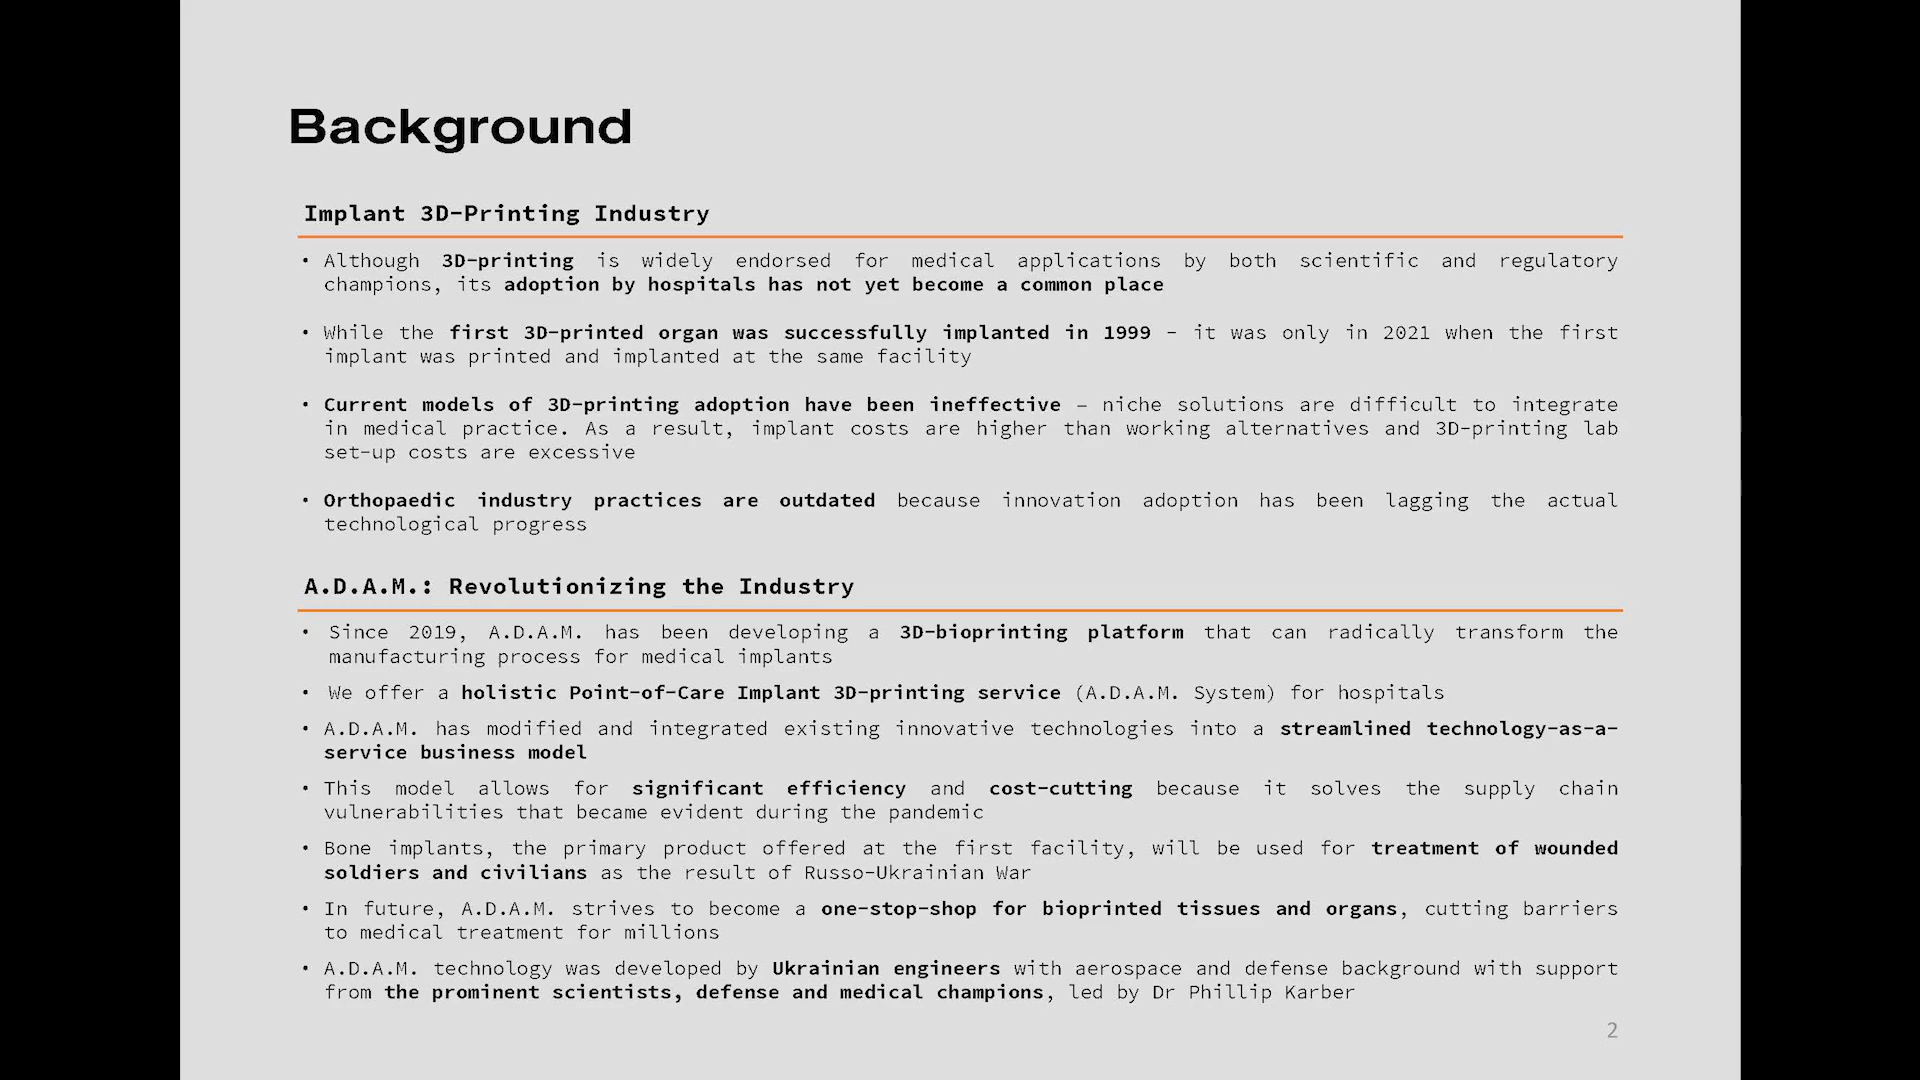 Background
Implant 3D-Printing Industry
• Although 3D-printing is widely endorsed for medical applications by both scientific and regulatory
champions, its adoption by hospitals has not yet become a common place
• While the first 3D-printed organ was successfully implanted in 1999 - it was only in 2021 when the first
implant was printed and implanted at the same facility
• Current models of 3D-printing adoption have been ineffective – niche solutions are difficult to integrate
in medical practice. As a result, implant costs are higher than working alternatives and 3D-printing lab
set-up costs are excessive
• Orthopaedic industry practices are outdated because innovation adoption has been lagging the actual
technological progress
A.D.A.M.: Revolutionizing the Industry
• Since 2019, A.D.A.M. has been developing a 3D-bioprinting platform that can radically transform the
manufacturing process for medical implants
• We offer a holistic Point-of-Care Implant 3D-printing service (A.D.A.M. System) for hospitals
• A.D.A.M. has modified and integrated existing innovative technologies into a streamlined technology-as-a-
service business model
• This model allows for significant efficiency and cost-cutting because it solves the supply chain
vulnerabilities that became evident during the pandemic
• Bone implants, the primary product offered at the first facility, will be used for treatment of wounded
soldiers and civilians as the result of Russo-Ukrainian War
• In future, A.D.A.M. strives to become a one-stop-shop for bioprinted tissues and organs, cutting barriers
to medical treatment for millions
• A.D.A.M. technology was developed by Ukrainian engineers with aerospace and defense background with support
from the prominent scientists, defense and medical champions, led by Dr Phillip Karber
2